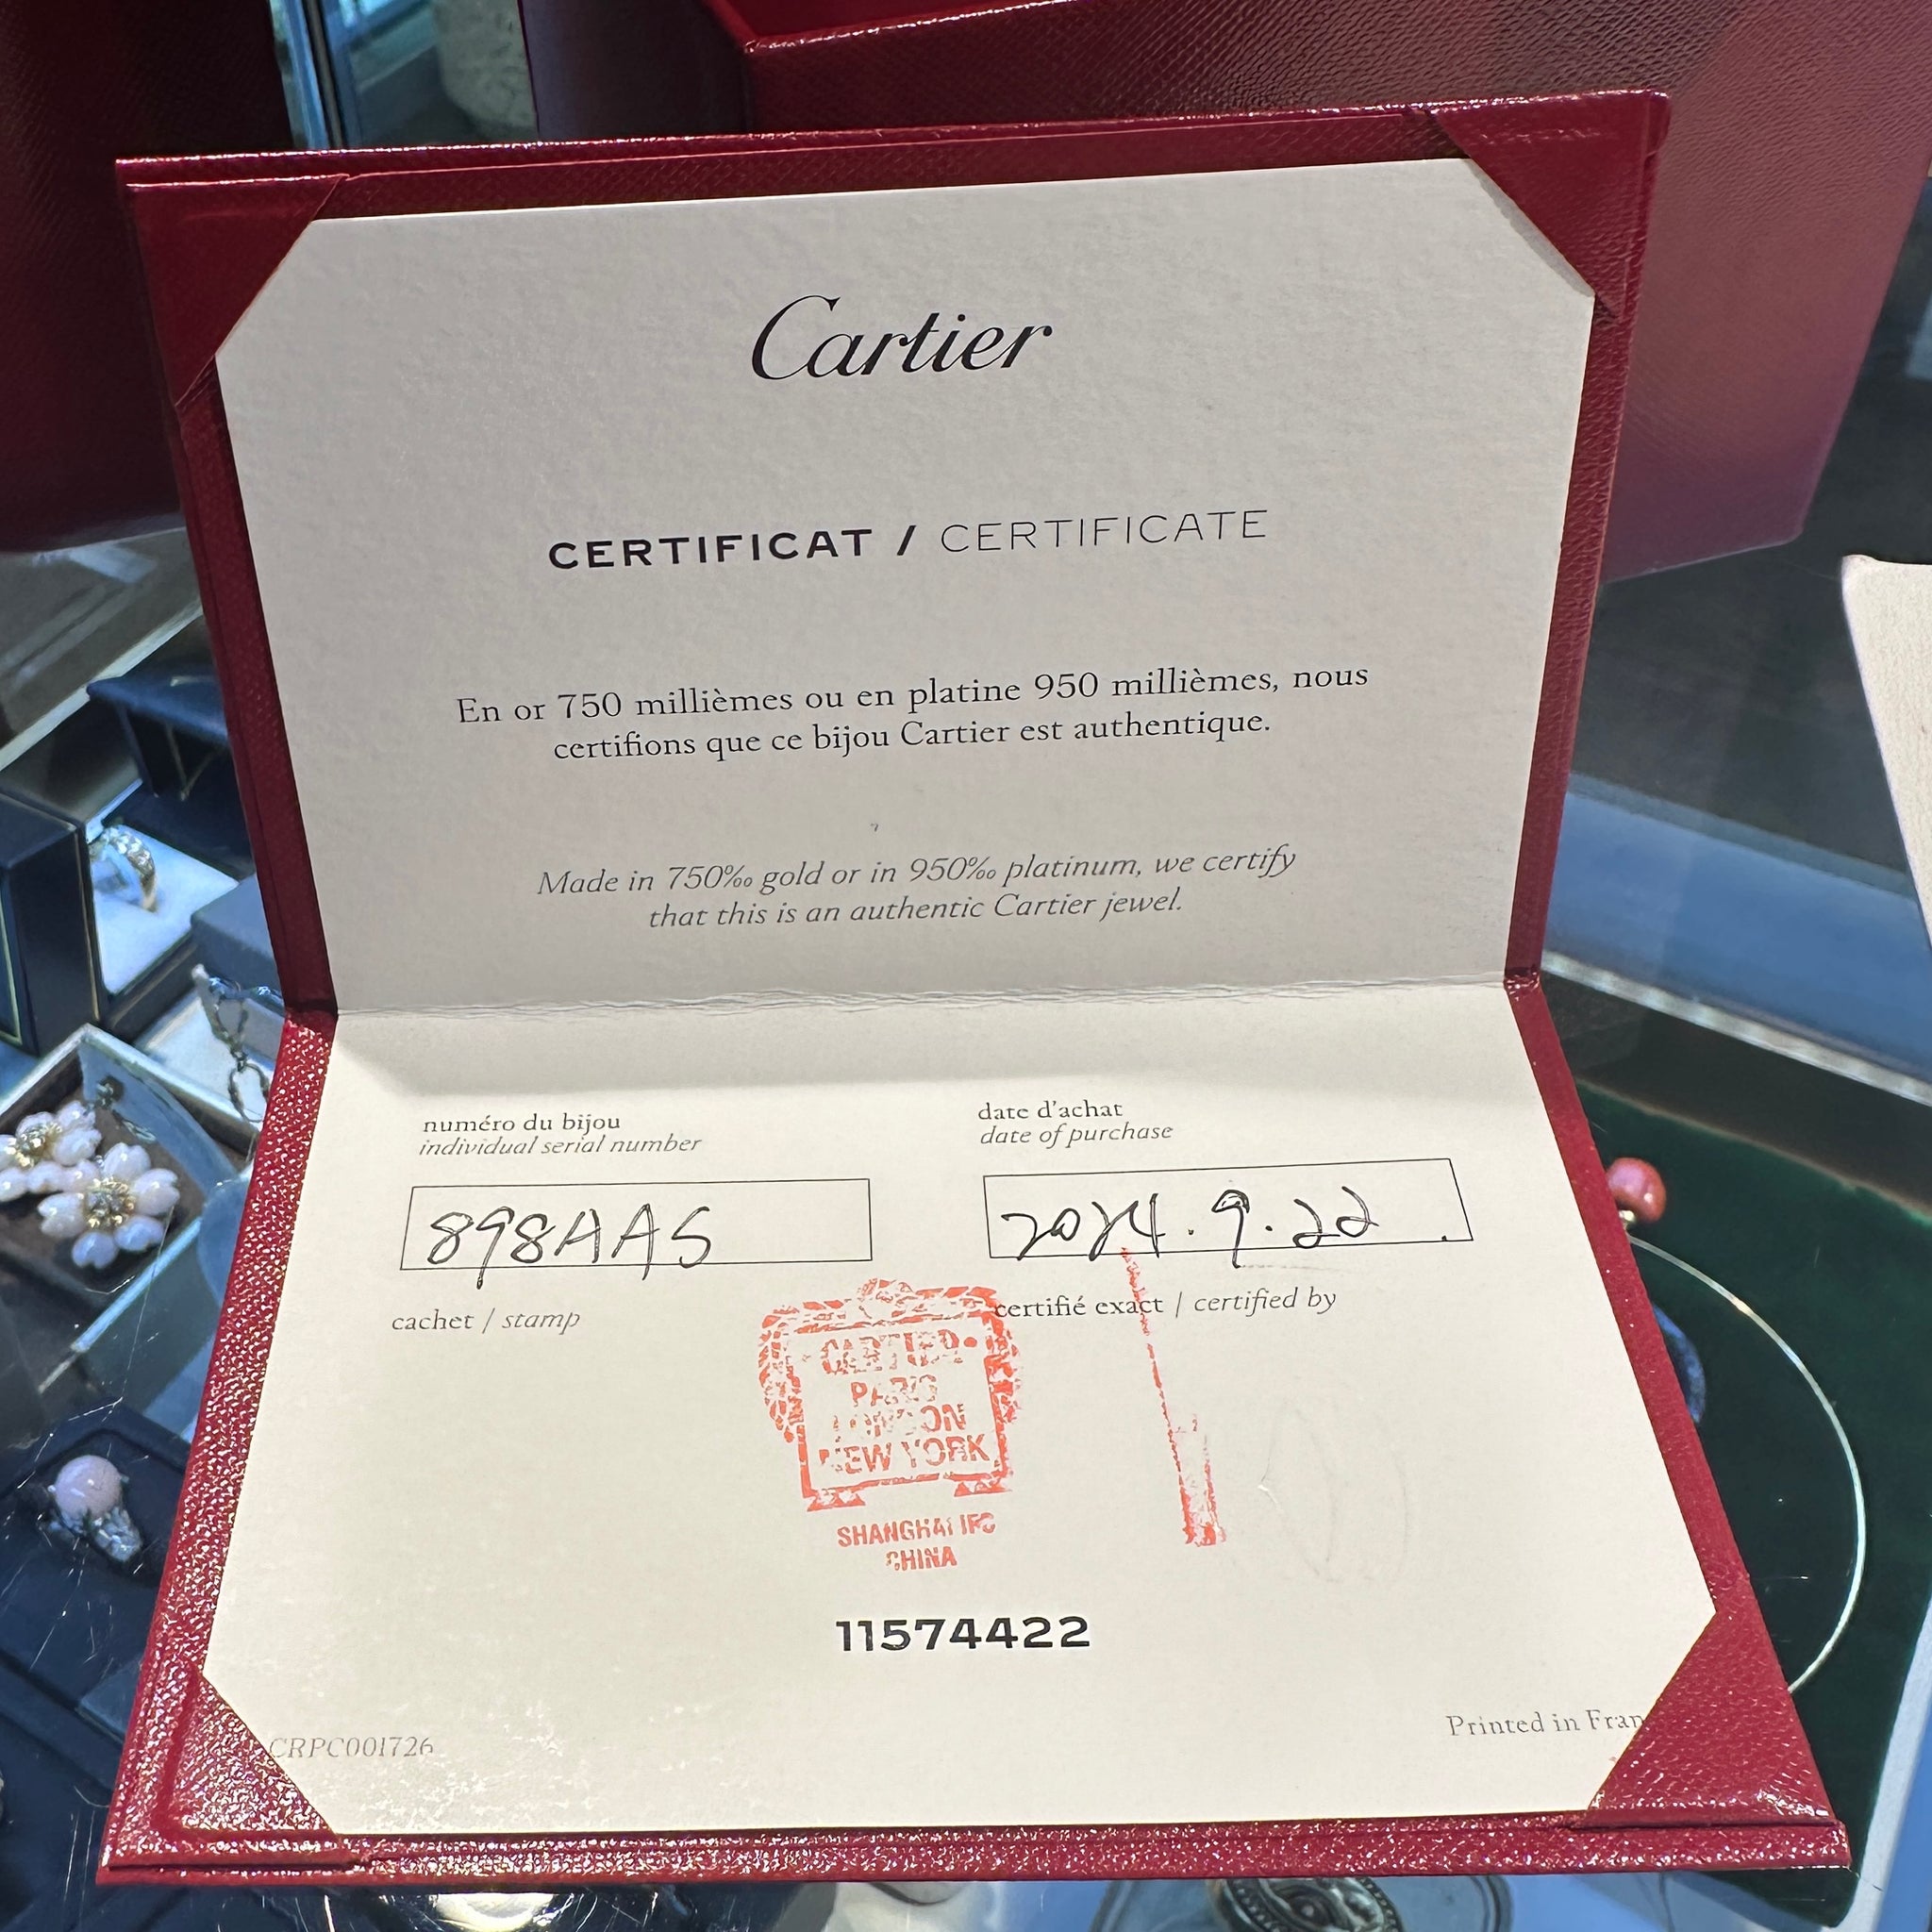 Cartier
CERTIFICAT / CERTIFICATE
En or 750 millièmes ou en platine 950 millièmes, nous
certifions que ce bijou Cartier est authentique.
Made in 750‰ gold or in 950‰ platinum, we certify
that this is an authentic Cartier jewel.
numéro du bijou
individual serial number
898AAS
date d'achat
date of purchase
2024.9.22.
cachet / stamp
certifié exact / certified by
CARTIER
PARIS
LONDON
NEW YORK
SHANGHAI IFC
CHINA
11574422
CRPC001726
Printed in Fran